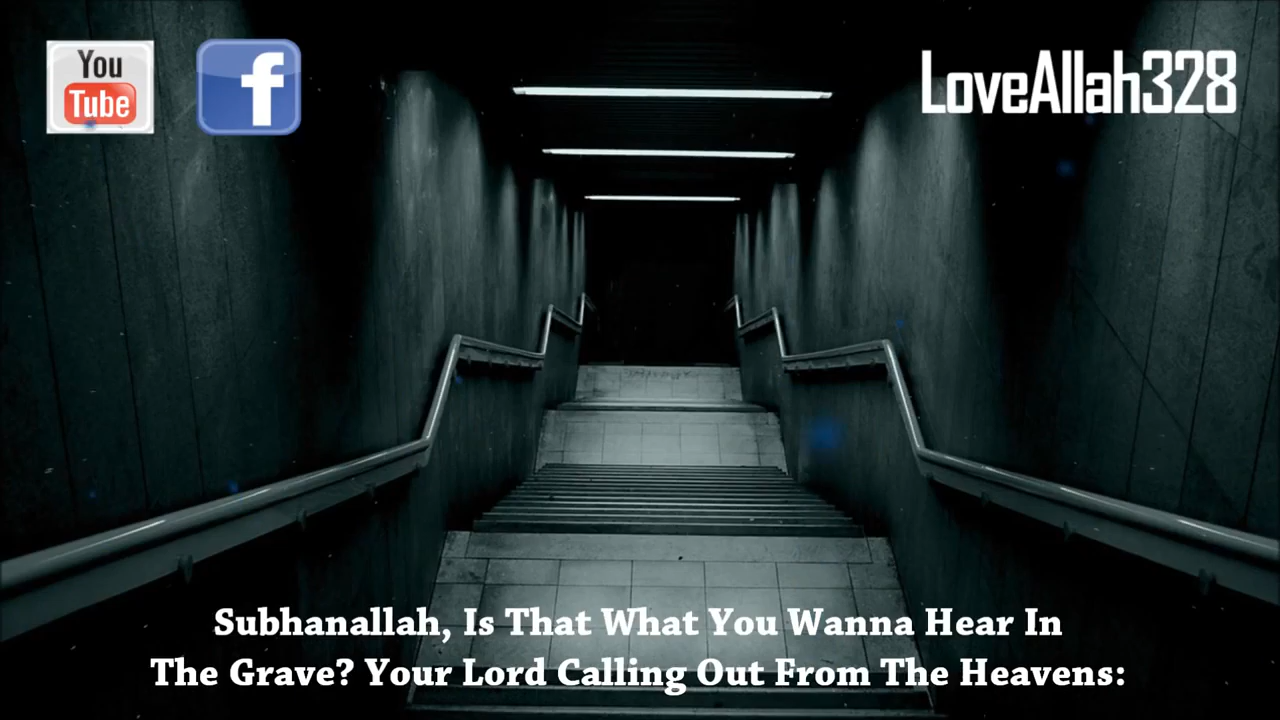 You
Tube
f
LoveAllah328
Subhanallah, Is That What You Wanna Hear In
The Grave? Your Lord Calling Out From The Heavens: